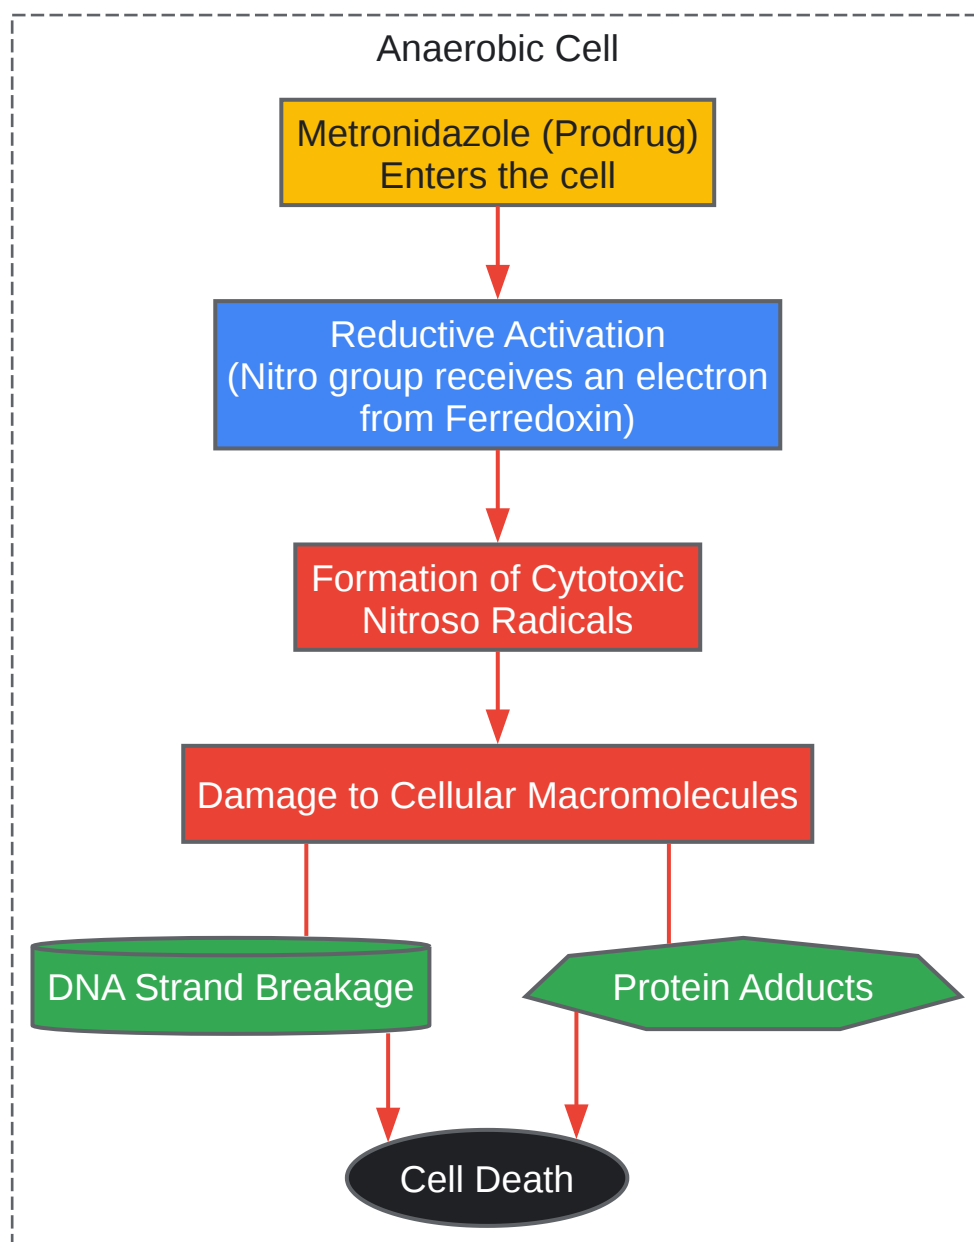 Anaerobic Cell
Metronidazole (Prodrug)
Enters the cell
Reductive Activation
(Nitro group receives an electron
from Ferredoxin)
Formation of Cytotoxic
Nitroso Radicals
Damage to Cellular Macromolecules
DNA Strand Breakage
Protein Adducts
Cell Death